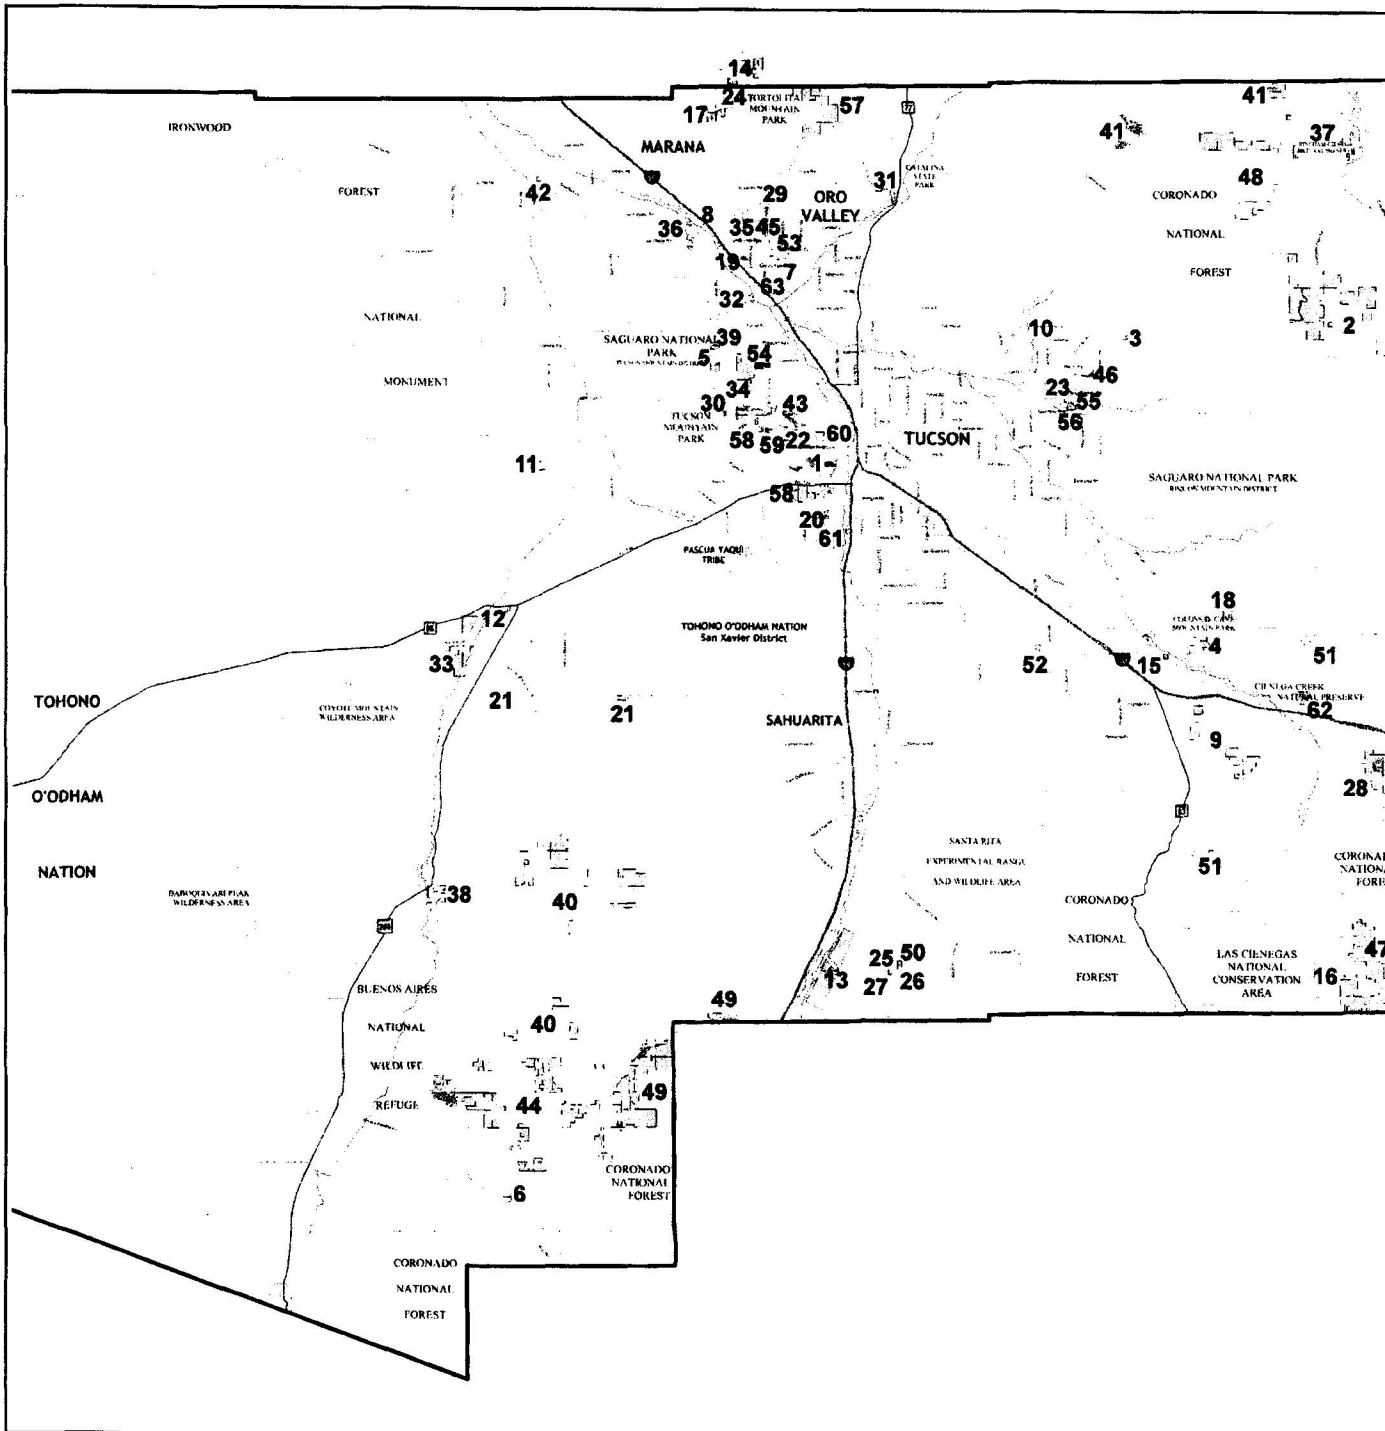 14
24
TORTOLITA
MOUNTAIN
PARK
57
17
77
41
41
37
IRONWOOD
MARANA
FOREST
42
31
CATALINA
STATE
PARK
29
ORO
VALLEY
8
36
35
45
53
48
CORONADO
NATIONAL
FOREST
19
7
63
32
2
NATIONAL
MONUMENT
SAGUARO NATIONAL
PARK
39
5
54
10
3
46
34
23
55
30
43
56
TUCSON
MOUNTAIN
PARK
58
59
22
60
TUCSON
11
1
SAGUARO NATIONAL PARK
RINCON MOUNTAIN DISTRICT
58
20
61
PASCUA YAQUI
TRIBE
12
TOHONO O'ODHAM NATION
San Xavier District
18
COLOSSAL CAVE
MOUNTAIN PARK
4
51
86
33
52
15
TOHONO
21
21
COYOTE MOUNTAIN
WILDERNESS AREA
SAHUARITA
CIENEGA CREEK
NATURAL PRESERVE
62
9
O'ODHAM
28
NATION
SANTA RITA
EXPERIMENTAL RANGE
AND WILDLIFE AREA
51
BABOQUIVARI PEAK
WILDERNESS AREA
38
40
CORONADO
NATIONAL
FOREST
286
25
50
27
26
13
LAS CIENEGAS
NATIONAL
CONSERVATION
AREA
47
16
BUENOS AIRES
NATIONAL
WILDLIFE
REFUGE
40
49
49
44
CORONADO
NATIONAL
FOREST
6
CORONADO
NATIONAL
FOREST